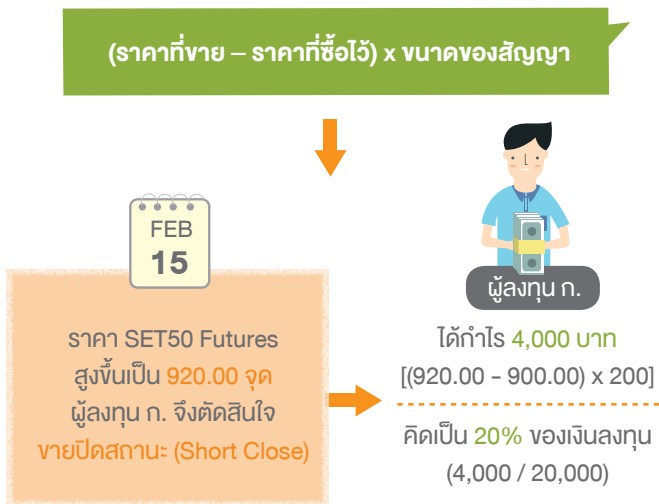 (ราคาที่ขาย – ราคาที่ซื้อไว้) x ขนาดของสัญญา
FEB
15
ราคา SET50 Futures
สูงขึ้นเป็น 920.00 จุด
ผู้ลงทุน ก. จึงตัดสินใจ
ขายปิดสถานะ (Short Close)
ผู้ลงทุน ก.
ได้กำไร 4,000 บาท
[(920.00 - 900.00) x 200]
คิดเป็น 20% ของเงินลงทุน
(4,000 / 20,000)